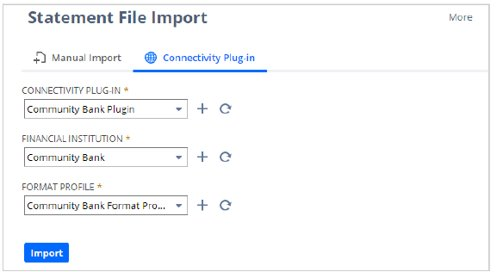 Statement File Import
More
Manual Import
Connectivity Plug-in
CONNECTIVITY PLUG-IN *
Community Bank Plugin
FINANCIAL INSTITUTION *
Community Bank
FORMAT PROFILE *
Community Bank Format Pro...
Import